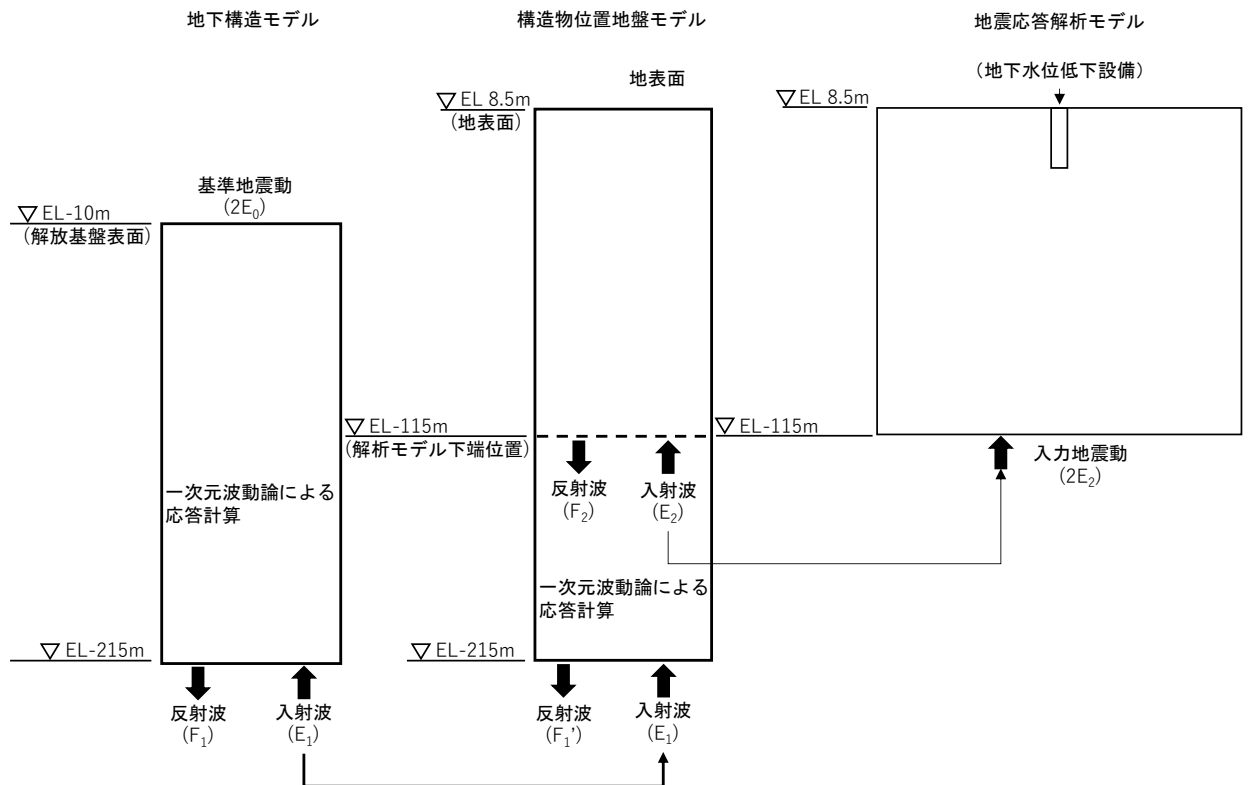 地下構造モデル
構造物位置地盤モデル
地震応答解析モデル
地表面
（地下水位低下設備）
▽ EL 8.5m
(地表面)
▽ EL 8.5m
基準地震動
(2E₀)
▽ EL-10m
(解放基盤表面)
▽ EL-115m
(解析モデル下端位置)
▽ EL-115m
反射波
(F₂)
入射波
(E₂)
入力地震動
(2E₂)
一次元波動論による
応答計算
一次元波動論による
応答計算
▽ EL-215m
▽ EL-215m
反射波
(F₁)
入射波
(E₁)
反射波
(F₁’)
入射波
(E₁)